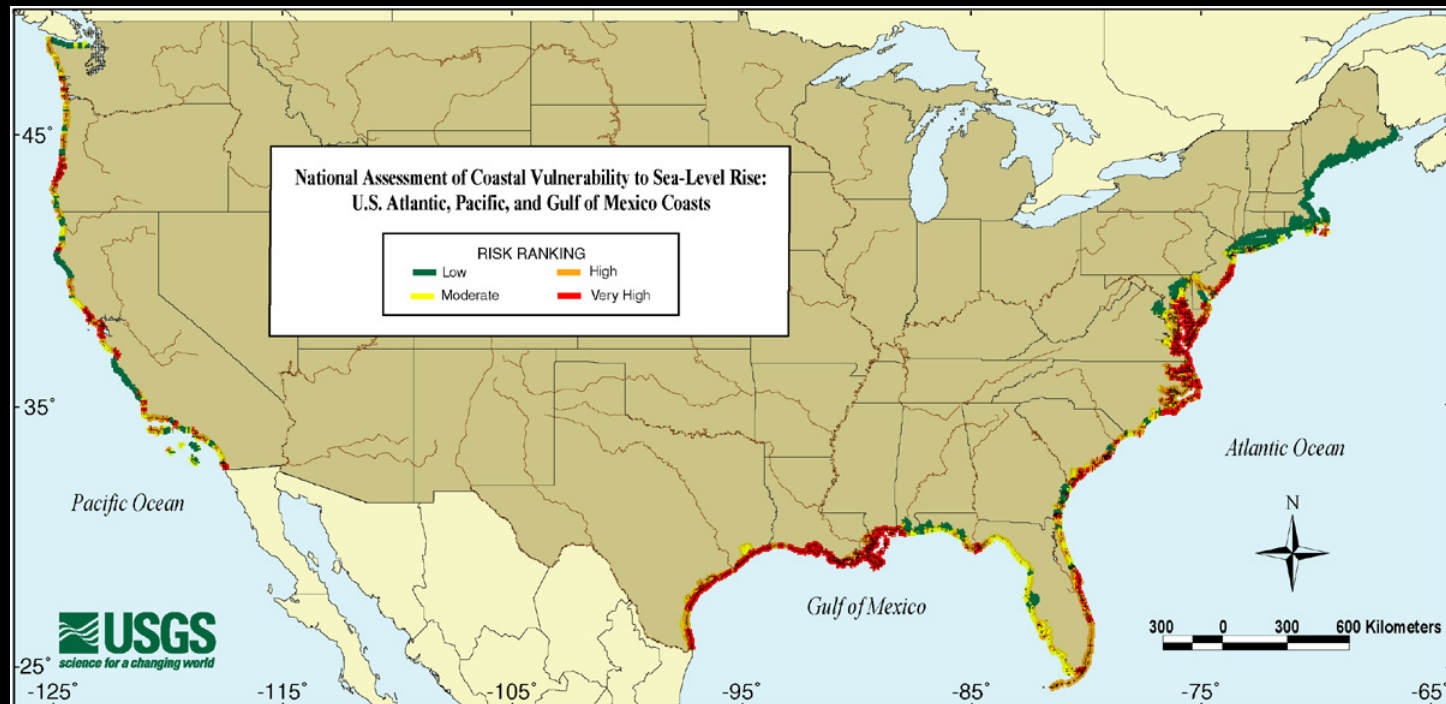 National Assessment of Coastal Vulnerability to Sea-Level Rise:
U.S. Atlantic, Pacific, and Gulf of Mexico Coasts
RISK RANKING
Low
High
Moderate
Very High
45°
35°
25°
Pacific Ocean
Atlantic Ocean
Gulf of Mexico
N
300 0 300 600 Kilometers
USGS
science for a changing world
-125° -115° -105° -95° -85° -75° -65°